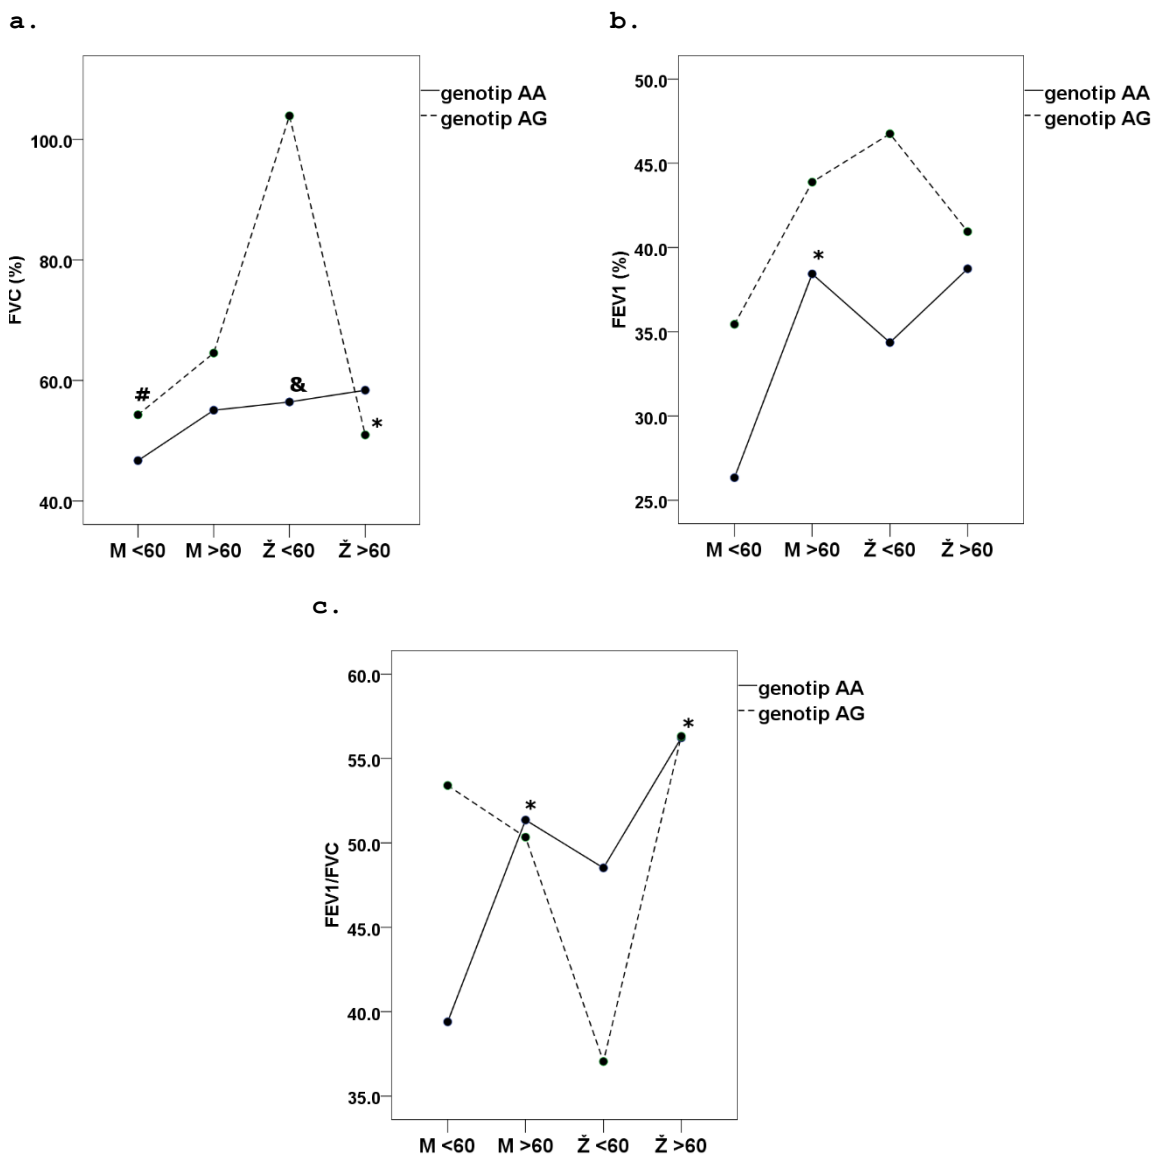 a.
genotip AA
genotip AG
100.0
80.0
60.0
40.0
FVC (%)
#
&
*
M <60 M >60 Ž <60 Ž >60
b.
genotip AA
genotip AG
50.0
45.0
40.0
35.0
30.0
25.0
FEV1 (%)
*
M <60 M >60 Ž <60 Ž >60
c.
genotip AA
genotip AG
60.0
55.0
50.0
45.0
40.0
35.0
FEV1/FVC
*
*
M <60 M >60 Ž <60 Ž >60